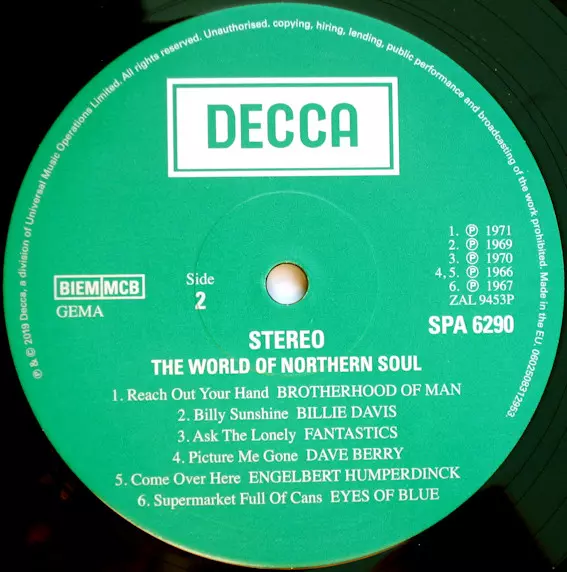 ℗ & © 2019 Decca, a division of Universal Music Operations Limited. All rights reserved. Unauthorised. copying, hiring, lending, public performance and broadcasting of the work prohibited. Made in the EU. 0602508312953.
DECCA
1. ℗ 1971
2. ℗ 1969
3. ℗ 1970
4, 5. ℗ 1966
6. ℗ 1967
ZAL 9453P
SPA 6290
BIEM MCB
GEMA
Side
2
STEREO
THE WORLD OF NORTHERN SOUL
1. Reach Out Your Hand BROTHERHOOD OF MAN
2. Billy Sunshine BILLIE DAVIS
3. Ask The Lonely FANTASTICS
4. Picture Me Gone DAVE BERRY
5. Come Over Here ENGELBERT HUMPERDINCK
6. Supermarket Full Of Cans EYES OF BLUE